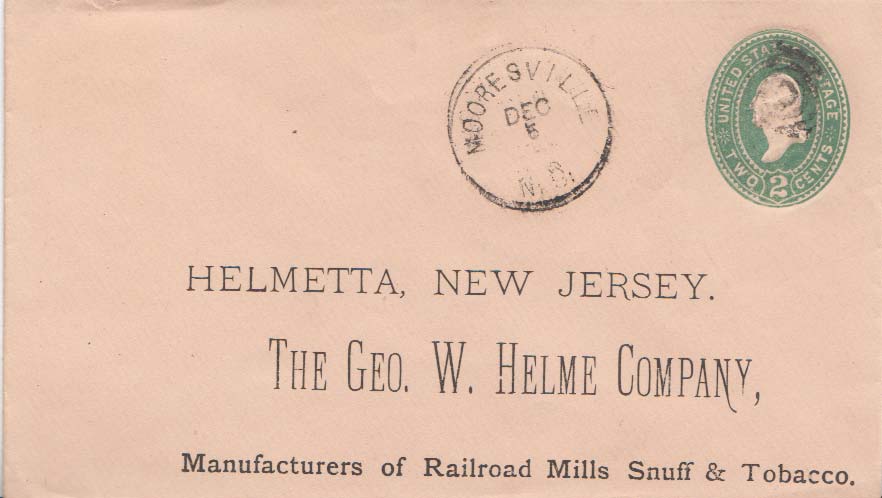 MOORESVILLE
DEC
5
N.C.
UNITED STATES POSTAGE
TWO 2 CENTS
HELMETTA, NEW JERSEY.
THE GEO. W. HELME COMPANY,
Manufacturers of Railroad Mills Snuff & Tobacco.